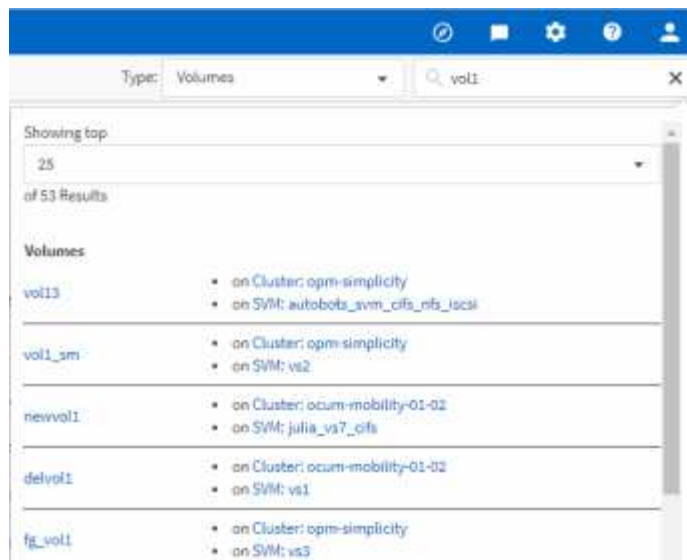 Type: Volumes vol1
Showing top
25
of 53 Results
Volumes
vol13
on Cluster: opm-simplicity
on SVM: autobots_svm_cifs_nfs_iscsi
vol1_sm
on Cluster: opm-simplicity
on SVM: vs2
newvol1
on Cluster: ocum-mobility-01-02
on SVM: julia_vs7_cifs
delvol1
on Cluster: ocum-mobility-01-02
on SVM: vs1
fg_vol1
on Cluster: opm-simplicity
on SVM: vs3